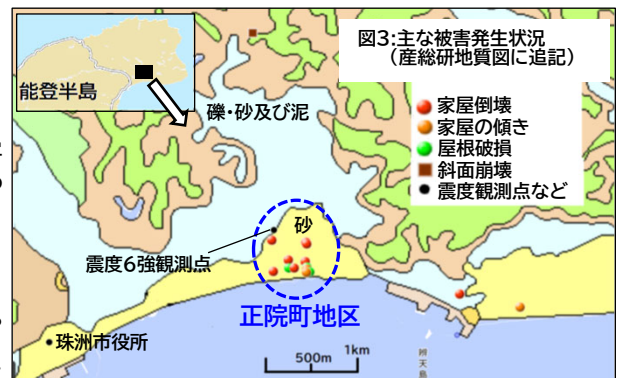 図3:主な被害発生状況
(産総研地質図に追記)
能登半島
礫・砂及び泥
家屋倒壊
家屋の傾き
屋根破損
斜面崩壊
震度観測点など
砂
震度6強観測点
正院町地区
珠洲市役所
500m
1km
弁天島